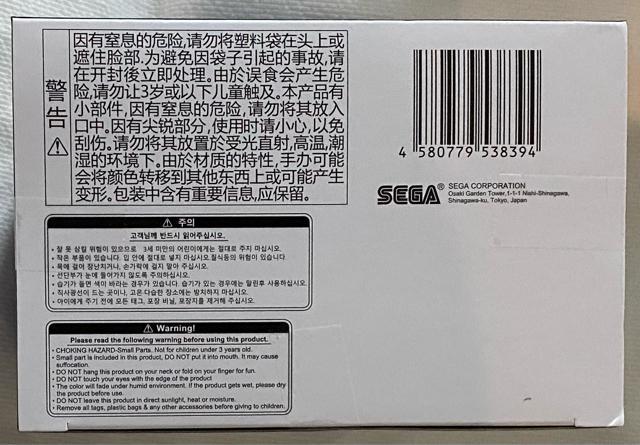 警告⚠
因有窒息的危险,请勿将塑料袋在头上或
遮住脸部.为避免因袋子引起的事故,请
在开封後立即处理。由於误食会产生危
险,请勿让3岁或以下儿童触及。本产品有
小部件,因有窒息的危险,请勿将其放入
口中。因有尖锐部分,使用时请小心,以免
刮伤。请勿将其放置於受光直射,高温,潮
湿的环境下。由於材质的特性,手办可能
会将颜色转移到其他东西上或可能产生
变形。包装中含有重要信息,应保留。
4 580779 538394
SEGA® SEGA CORPORATION
Osaki Garden Tower,1-1-1 Nishi-Shinagawa,
Shinagawa-ku, Tokyo, Japan
⚠ 주의
고객님께 반드시 읽어주십시오.
• 잘 못 삼킬 위험이 있으므로 3세 미만의 어린이에게는 절대로 주지 마십시오.
• 작은 부품이 있습니다. 입 안에 절대로 넣지 마십시오.질식등의 위험이 있습니다.
• 목에 걸어 장난치거나, 손가락에 걸지 말아 주십시오.
• 선단부가 눈에 들어가지 않도록 주의하십시오.
• 습기가 들면 색이 바라는 경우가 있습니다. 습기가 있는 경우에는 말린후 사용하십시오.
• 직사광선이 드는 곳이나, 고온 다습한 장소에는 방치하지 마십시오.
• 아이에게 주기 전에 모든 태그, 포장 비닐, 포장지를 제거해 주십시오.
⚠ Warning!
Please read the following warning before using this product.
• CHOKING HAZARD-Small Parts. Not for children under 3 years old.
• Small part is included in this product, DO NOT put it into mouth. It may cause
suffocation.
• DO NOT hang this product on your neck or fold on your finger for fun.
• DO NOT touch your eyes with the edge of the product
• The color will fade under humid environment. If the product gets wet, please dry
the product before use.
• DO NOT leave this product in direct sunlight, heat or moisture.
• Remove all tags, plastic bags & any other accessories before giving to children.